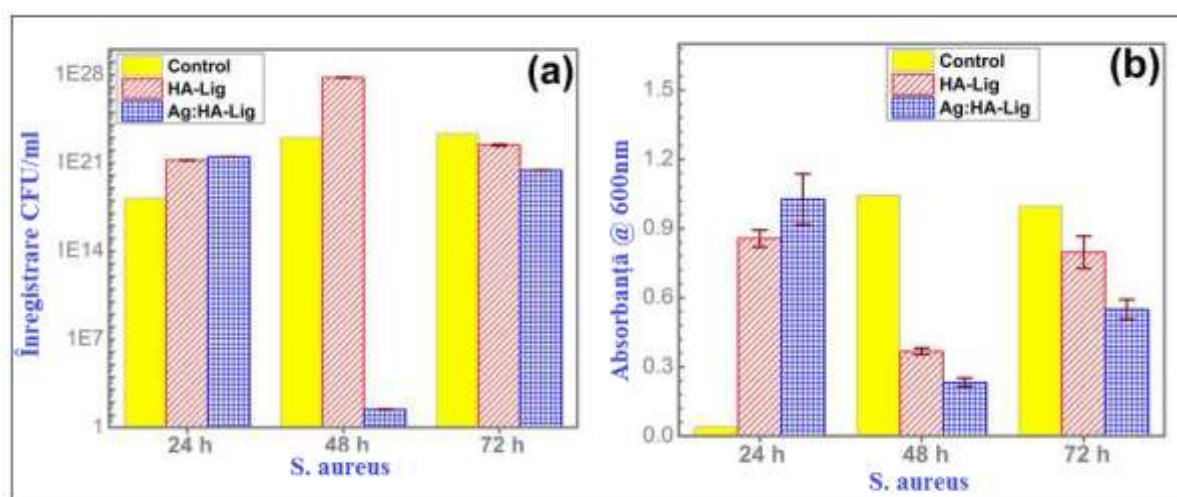 (a)
Control
HA-Lig
Ag:HA-Lig
1E28
1E21
1E14
1E7
1
Înregistrare CFU/ml
24 h
48 h
72 h
S. aureus
(b)
Control
HA-Lig
Ag:HA-Lig
1.5
1.2
0.9
0.6
0.3
0.0
Absorbanță @ 600nm
24 h
48 h
72 h
S. aureus